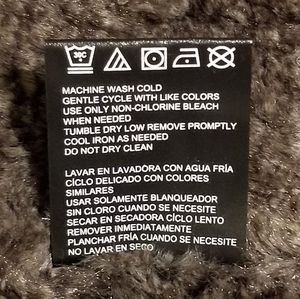 30C
MACHINE WASH COLD
GENTLE CYCLE WITH LIKE COLORS
USE ONLY NON-CHLORINE BLEACH
WHEN NEEDED
TUMBLE DRY LOW REMOVE PROMPTLY
COOL IRON AS NEEDED
DO NOT DRY CLEAN
LAVAR EN LAVADORA CON AGUA FRÍA
CÍCLO DELICADO CON COLORES
SIMILARES
USAR SOLAMENTE BLANQUEADOR
SIN CLORO CUANDO SE NECESITE
SECAR EN SECADORA CÍCLO LENTO
REMOVER INMEDIATAMENTE
PLANCHAR FRÍA CUANDO SE NECESITE
NO LAVAR EN SECO